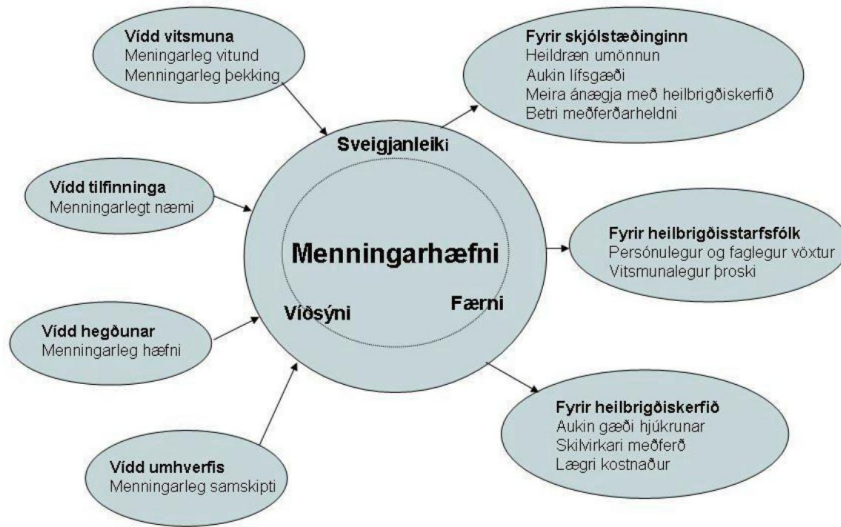 Vídd vitsmuna
Meningarleg vitund
Menningarleg þekking
Vídd tilfinninga
Menningarlegt næmi
Vídd hegðunar
Menningarleg hæfni
Vídd umhverfis
Menningarleg samskipti
Sveigjanleiki
Menningarhæfni
Víðsýni
Færni
Fyrir skjólstæðinginn
Heildræn umönnun
Aukin lífsgæði
Meira ánægja með heilbrigðiskerfið
Betri meðferðarheldni
Fyrir heilbrigðisstarfsfólk
Persónulegur og faglegur vöxtur
Vitsmunalegur þroski
Fyrir heilbrigðiskerfið
Aukin gæði hjúkrunar
Skilvirkari meðferð
Lægri kostnaður